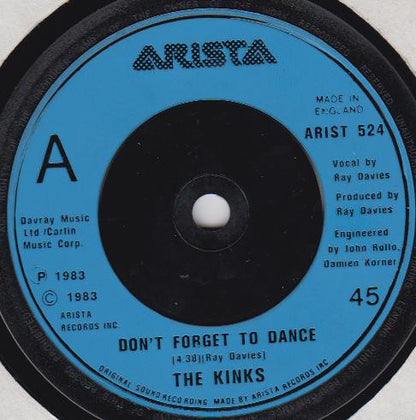 ARISTA
MADE IN
ENGLAND
ARIST 524
A
Vocal by
Ray Davies
Produced by
Ray Davies
Engineered
by John Rollo,
Damien Korner
Davray Music
Ltd /Carlin
Music Corp.
P 1983
© 1983
ARISTA
RECORDS INC
45
DON'T FORGET TO DANCE
(4.38)(Ray Davies)
THE KINKS
ORIGINAL SOUND RECORDING MADE BY ARISTA RECORDS INC